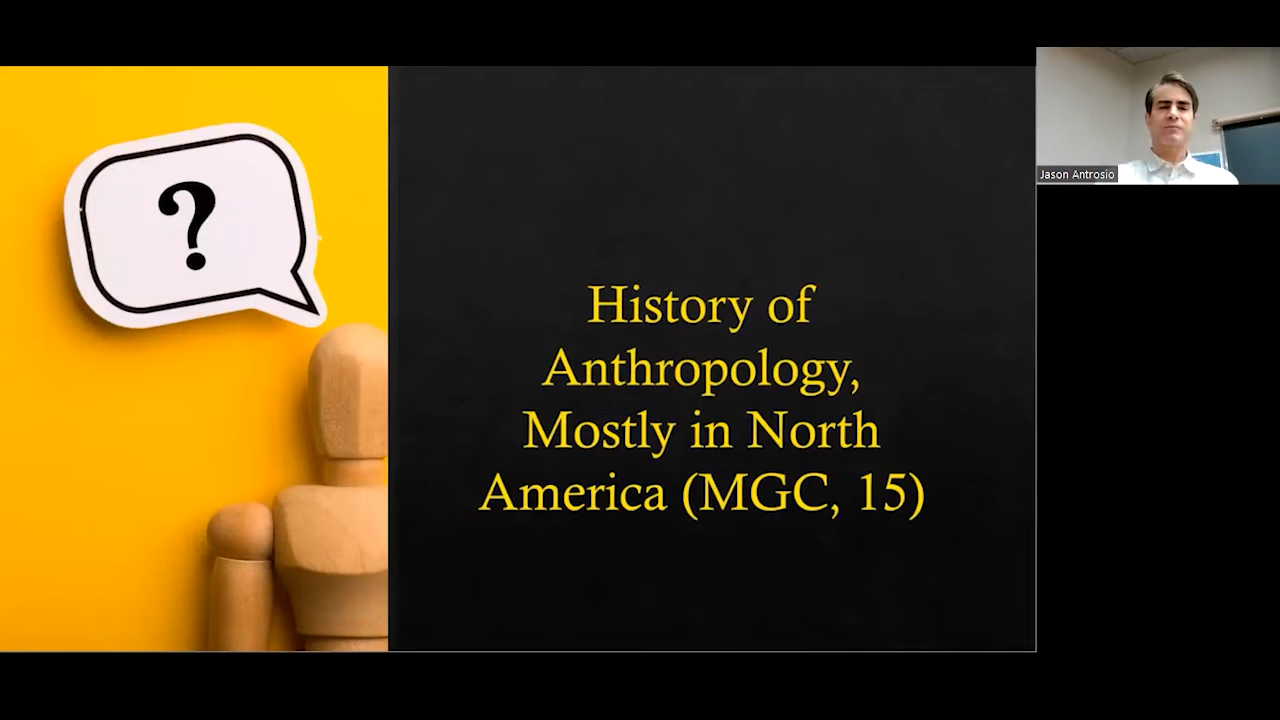 ?
History of
Anthropology,
Mostly in North
America (MGC, 15)
Jason Antrosio